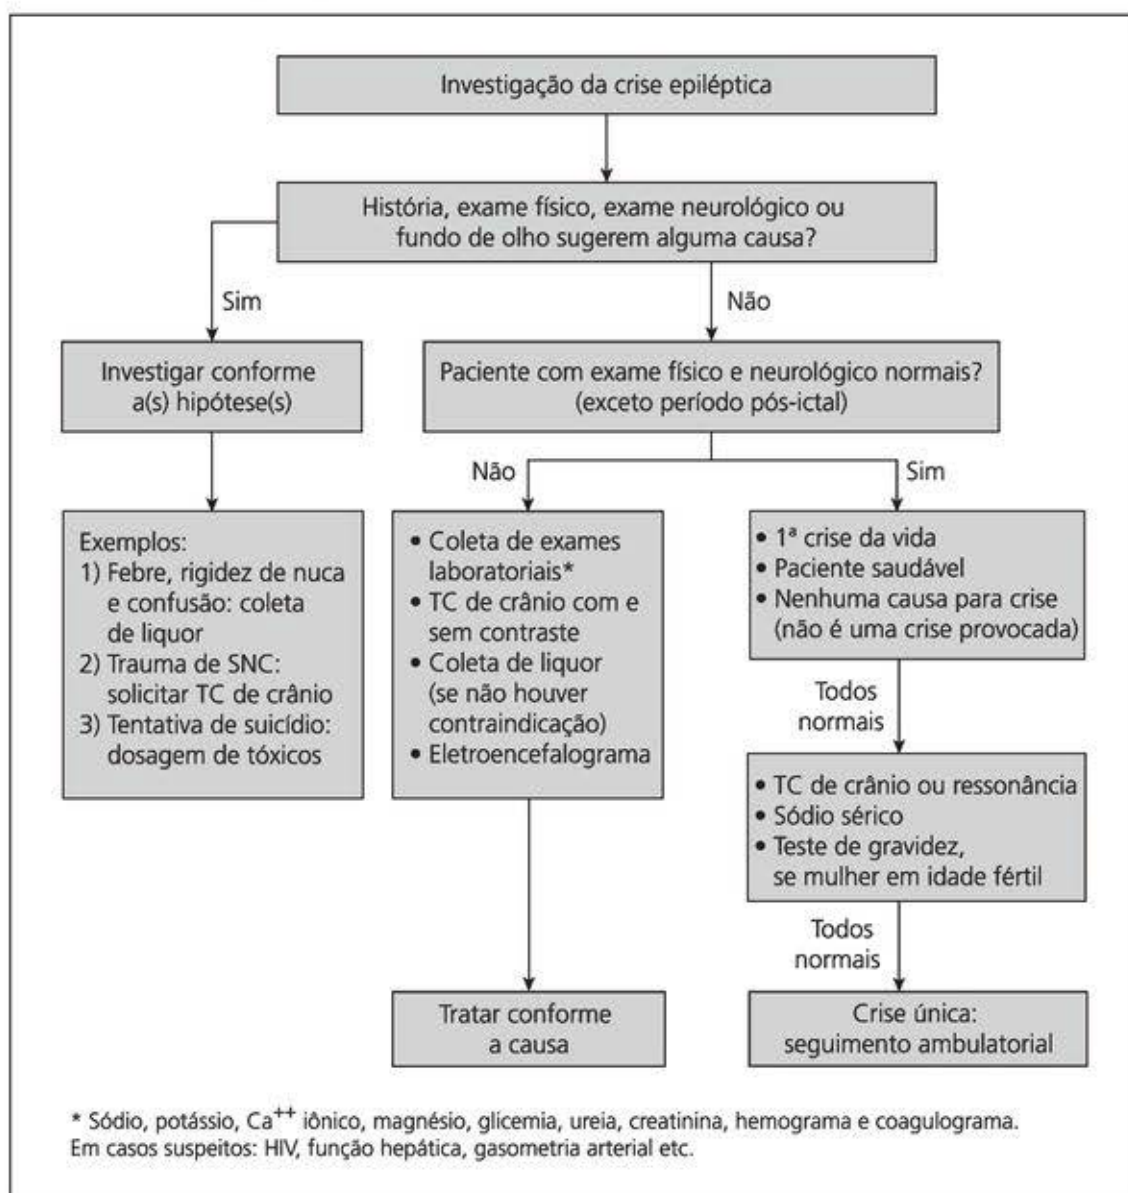 Investigação da crise epiléptica
História, exame físico, exame neurológico ou
fundo de olho sugerem alguma causa?
Sim
Não
Investigar conforme
a(s) hipótese(s)
Paciente com exame físico e neurológico normais?
(exceto período pós-ictal)
Não
Sim
Exemplos:
1) Febre, rigidez de nuca
e confusão: coleta
de liquor
2) Trauma de SNC:
solicitar TC de crânio
3) Tentativa de suicídio:
dosagem de tóxicos
• Coleta de exames
laboratoriais*
• TC de crânio com e
sem contraste
• Coleta de liquor
(se não houver
contraindicação)
• Eletroencefalograma
• 1ª crise da vida
• Paciente saudável
• Nenhuma causa para crise
(não é uma crise provocada)
Todos
normais
• TC de crânio ou ressonância
• Sódio sérico
• Teste de gravidez,
se mulher em idade fértil
Todos
normais
Tratar conforme
a causa
Crise única:
seguimento ambulatorial
* Sódio, potássio, Ca++ iônico, magnésio, glicemia, ureia, creatinina, hemograma e coagulograma.
Em casos suspeitos: HIV, função hepática, gasometria arterial etc.